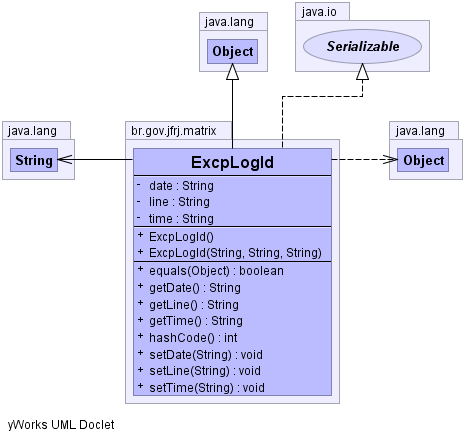 java.lang
Object
java.io
Serializable
java.lang
String
br.gov.jfrj.matrix
java.lang
Object
ExcpLogId
- date : String
- line : String
- time : String
+ ExcpLogId()
+ ExcpLogId(String, String, String)
+ equals(Object) : boolean
+ getDate() : String
+ getLine() : String
+ getTime() : String
+ hashCode() : int
+ setDate(String) : void
+ setLine(String) : void
+ setTime(String) : void
yWorks UML Doclet